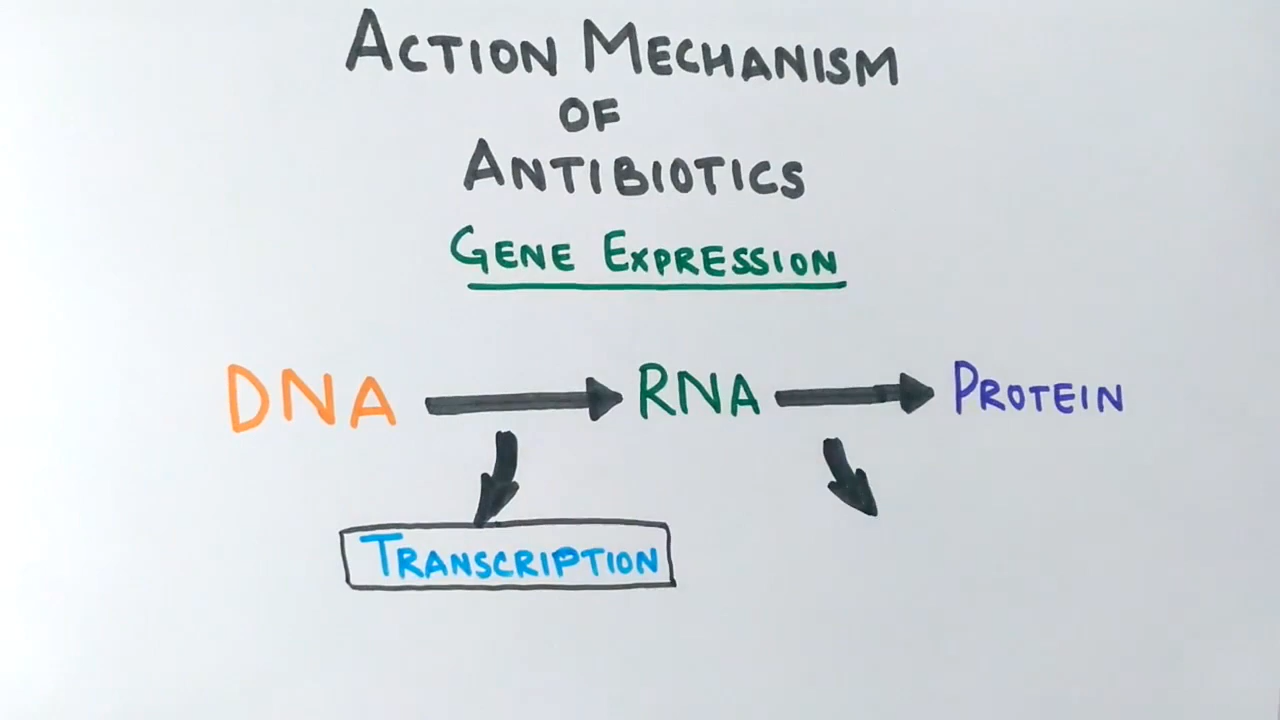 ACTION MECHANISM
OF
ANTIBIOTICS
GENE EXPRESSION
DNA RNA PROTEIN
TRANSCRIPTION